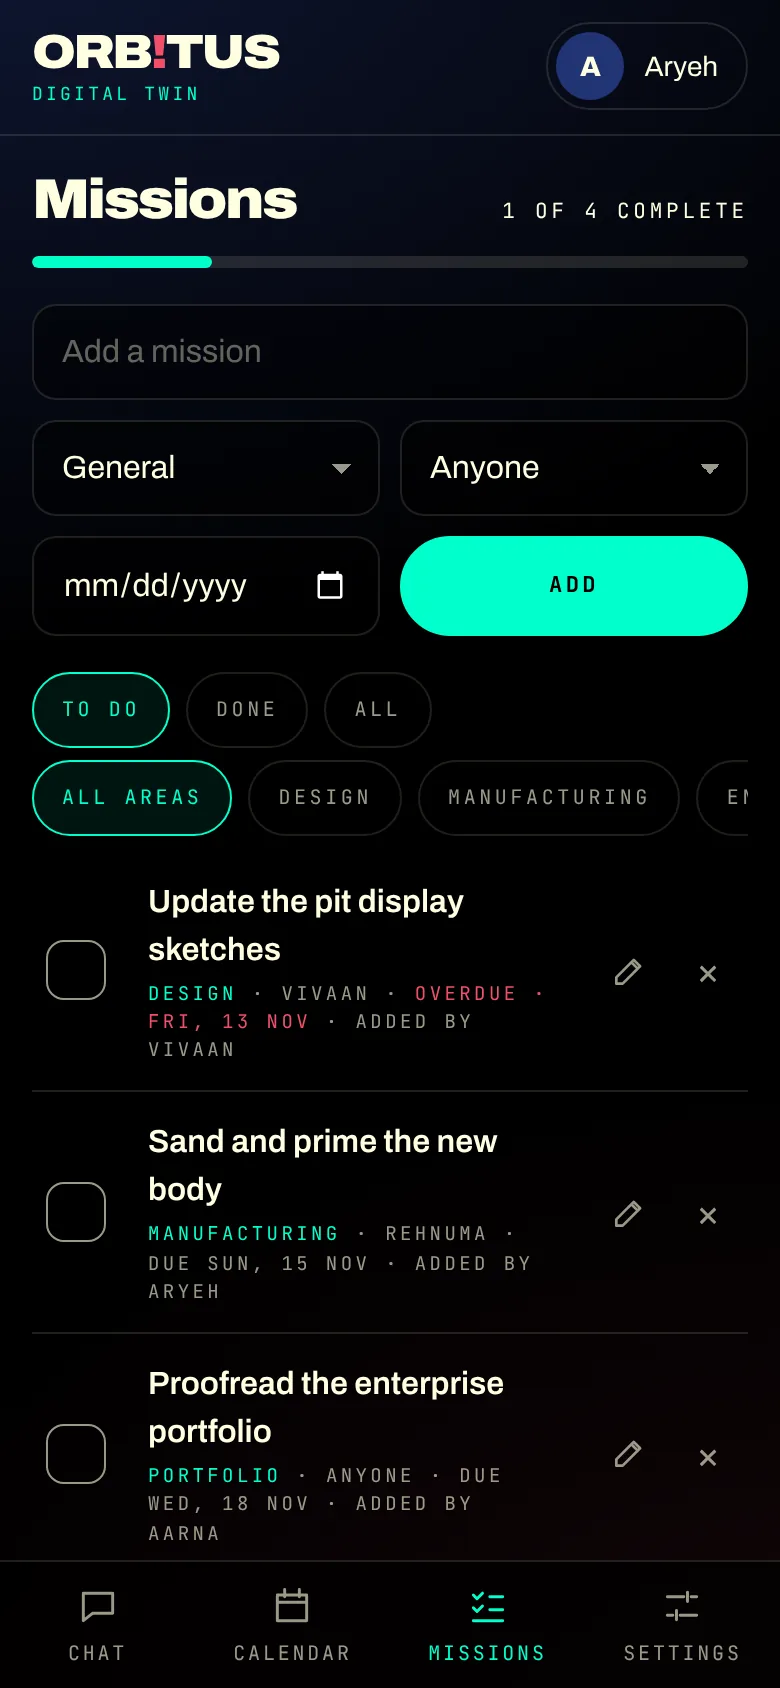 ORB!TUS
DIGITAL TWIN
A
Aryeh
Missions
1 OF 4 COMPLETE
Add a mission
General
Anyone
mm/dd/yyyy
ADD
TO DO
DONE
ALL
ALL AREAS
DESIGN
MANUFACTURING
Update the pit display
sketches
DESIGN · VIVAAN · OVERDUE ·
FRI, 13 NOV · ADDED BY
VIVAAN
Sand and prime the new
body
MANUFACTURING · REHNUMA ·
DUE SUN, 15 NOV · ADDED BY
ARYEH
Proofread the enterprise
portfolio
PORTFOLIO · ANYONE · DUE
WED, 18 NOV · ADDED BY
AARNA
CHAT
CALENDAR
MISSIONS
SETTINGS